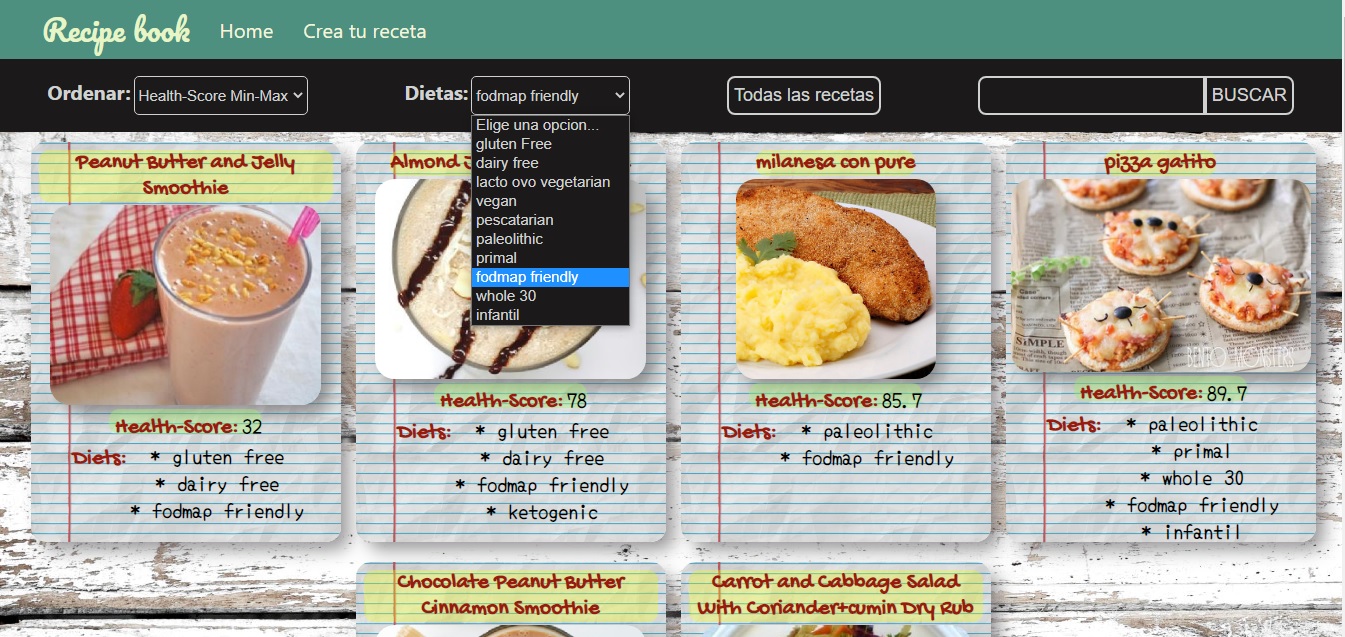 Recipe book Home Crea tu receta
Ordenar: Health-Score Min-Max Dietas: fodmap friendly Todas las recetas BUSCAR
Elige una opcion...
gluten Free
dairy free
lacto ovo vegetarian
vegan
pescatarian
paleolithic
primal
fodmap friendly
whole 30
infantil
Peanut Butter and Jelly
Smoothie
Health-Score: 32
Diets: * gluten free
* dairy free
* fodmap friendly
Almond
Health-Score: 78
Diets: * gluten free
* dairy free
* fodmap friendly
* ketogenic
milanesa con pure
Health-Score: 85.7
Diets: * paleolithic
* fodmap friendly
pizza gatito
SiMPLE
Health-Score: 89.7
Diets: * paleolithic
* primal
* whole 30
* fodmap friendly
* infantil
Chocolate Peanut Butter
Cinnamon Smoothie
Carrot and Cabbage Salad
With Coriander+cumin Dry Rub